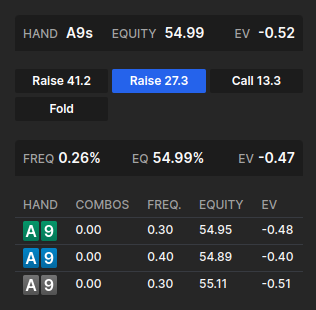 HAND A9s EQUITY 54.99 EV -0.52
Raise 41.2 Raise 27.3 Call 13.3
Fold
FREQ 0.26% EQ 54.99% EV -0.47
HAND COMBOS FREQ. EQUITY EV
A 9 0.00 0.30 54.95 -0.48
A 9 0.00 0.40 54.89 -0.40
A 9 0.00 0.30 55.11 -0.51